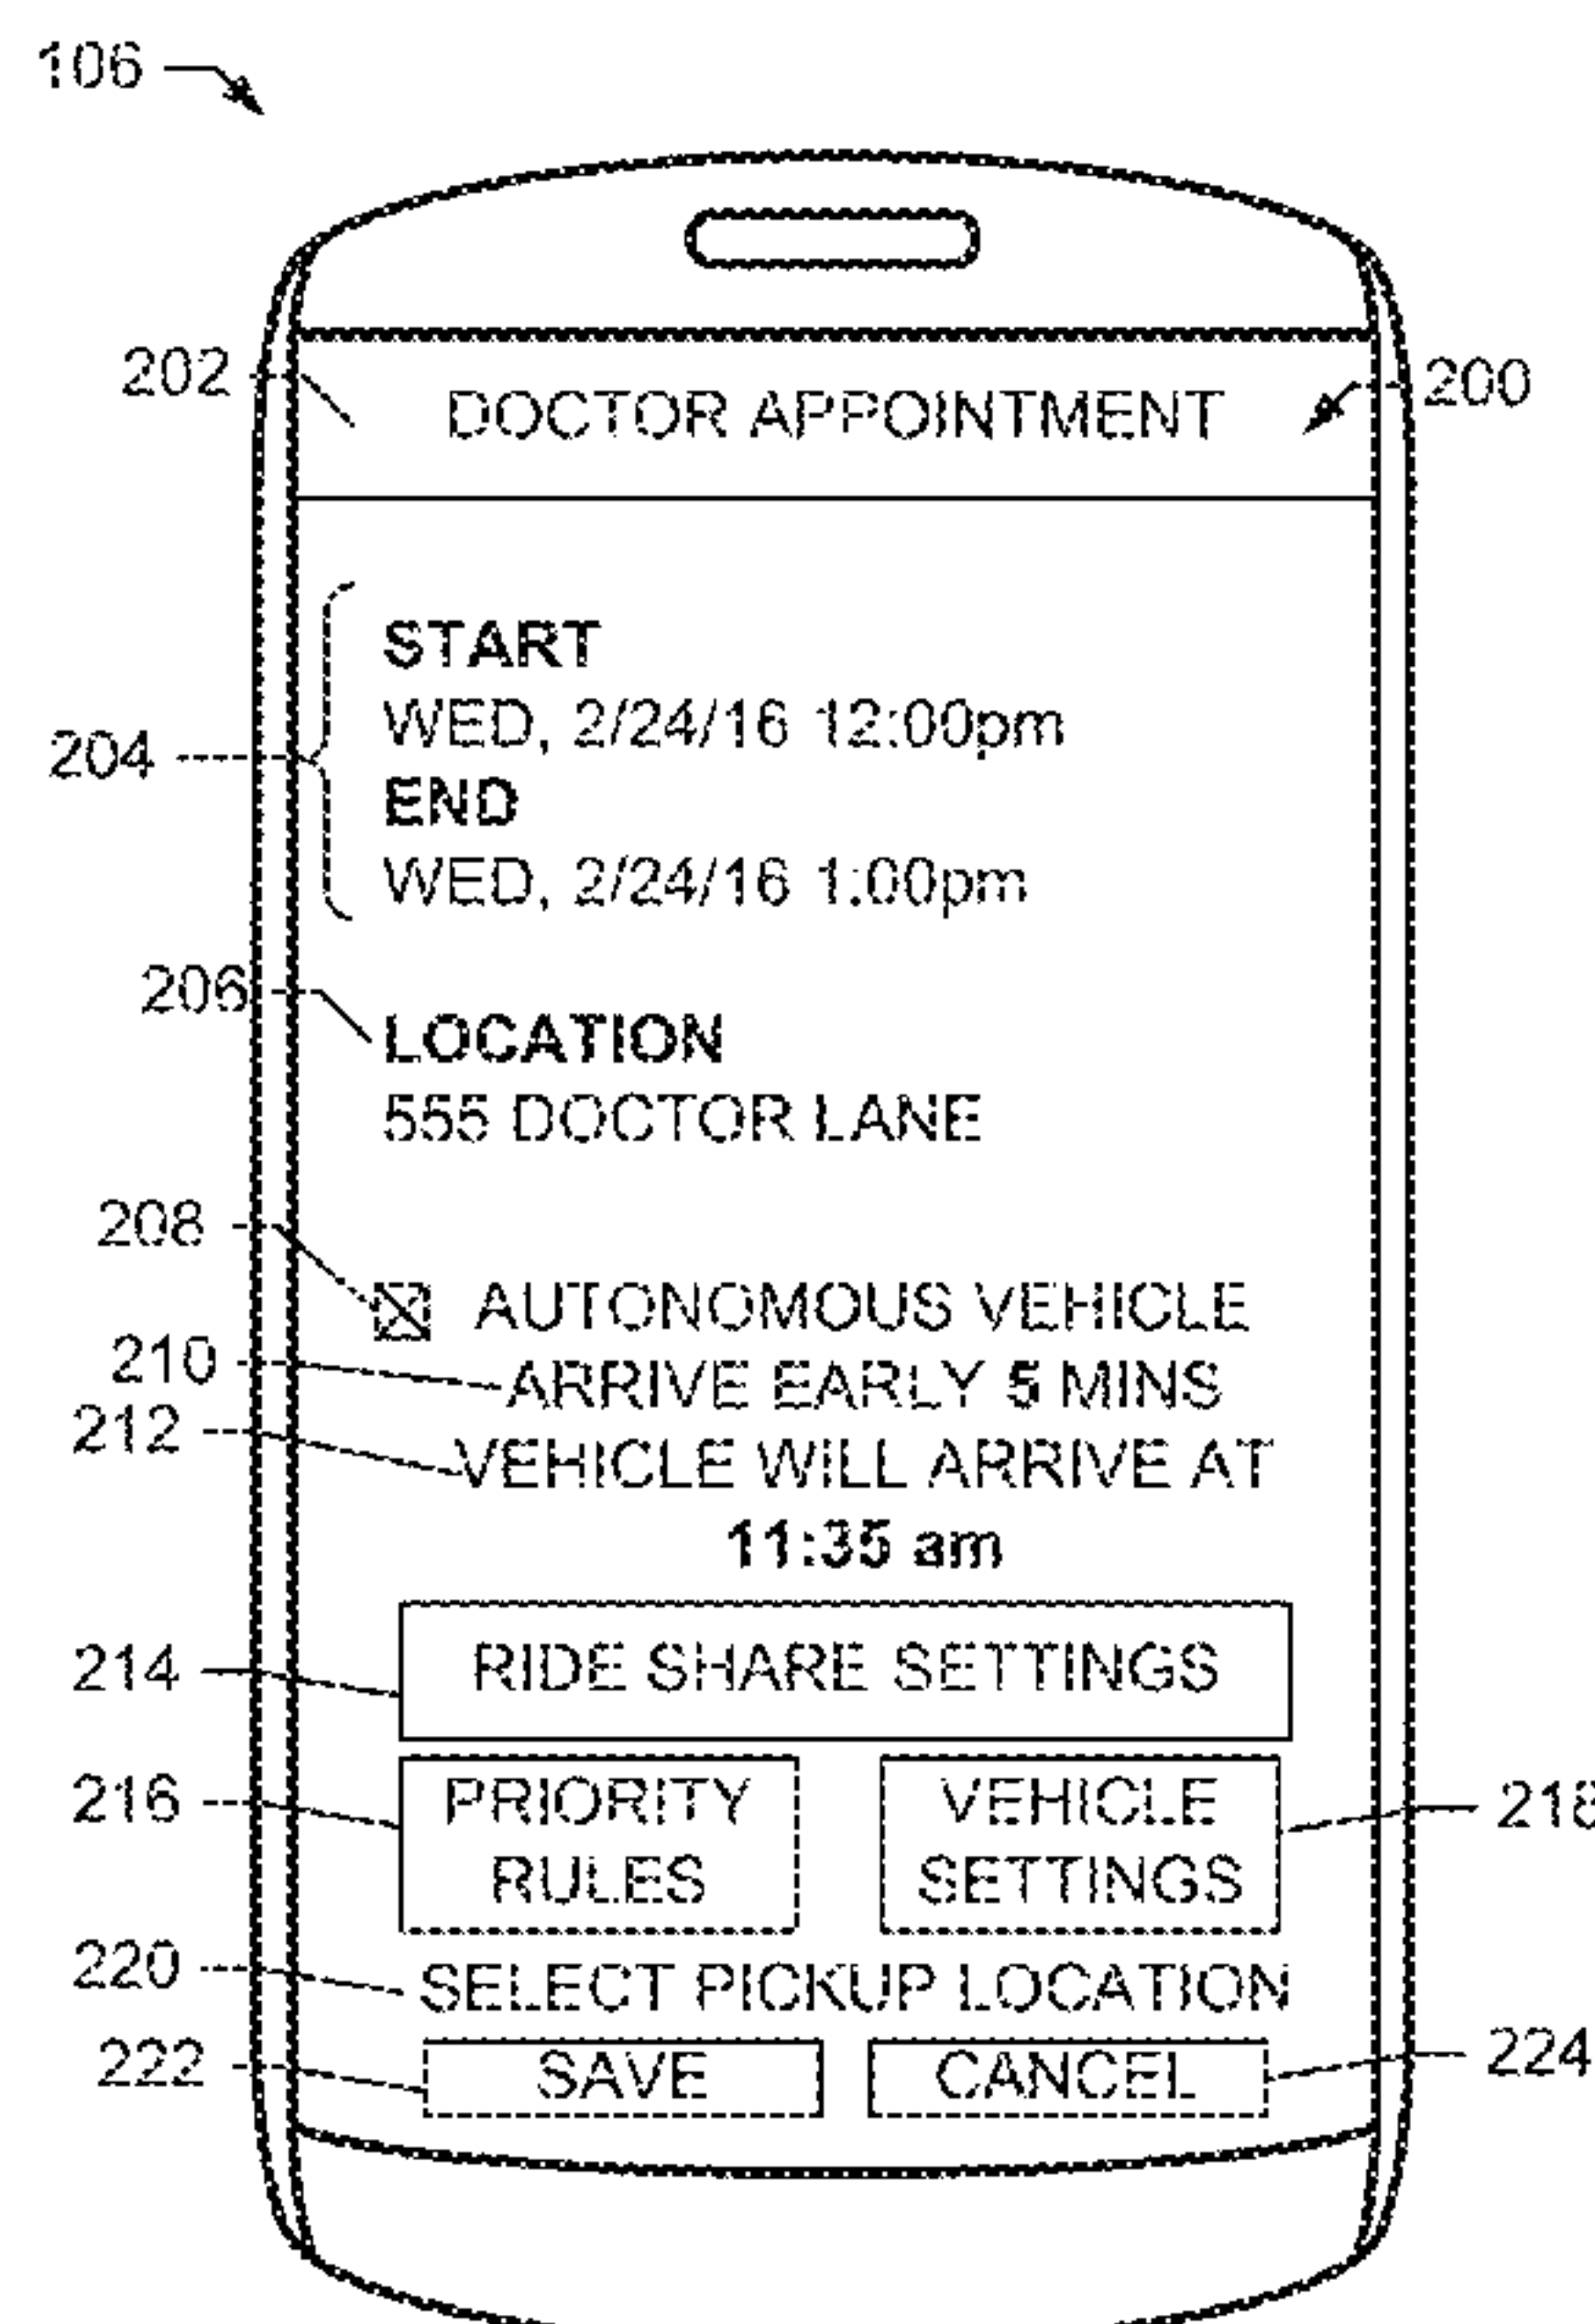 106
202
DOCTOR APPOINTMENT
200
START
WED, 2/24/16 12:00pm
204
END
WED, 2/24/16 1:00pm
206
LOCATION
555 DOCTOR LANE
208
AUTONOMOUS VEHICLE
210
ARRIVE EARLY 5 MINS
212
VEHICLE WILL ARRIVE AT
11:35 am
214
RIDE SHARE SETTINGS
216
PRIORITY RULES
VEHICLE SETTINGS
218
220
SELECT PICKUP LOCATION
222
SAVE
CANCEL
224